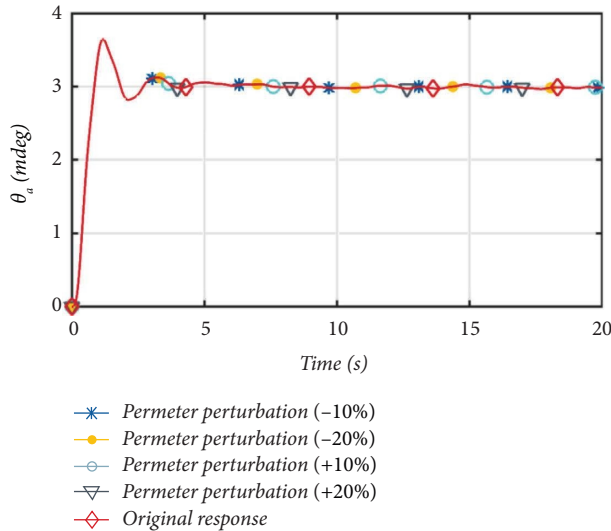 4
3
2
1
0
θa (mdeg)
0 5 10 15 20
Time (s)
Permeter perturbation (–10%)
Permeter perturbation (–20%)
Permeter perturbation (+10%)
Permeter perturbation (+20%)
Original response